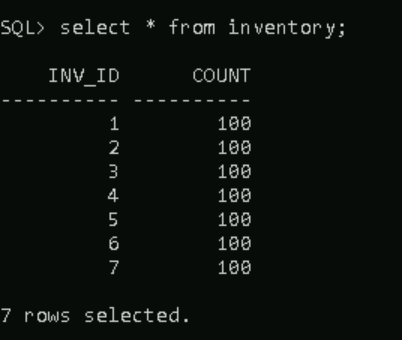 SQL> select * from inventory;
INV_ID COUNT
---------- ----------
1 100
2 100
3 100
4 100
5 100
6 100
7 100
7 rows selected.